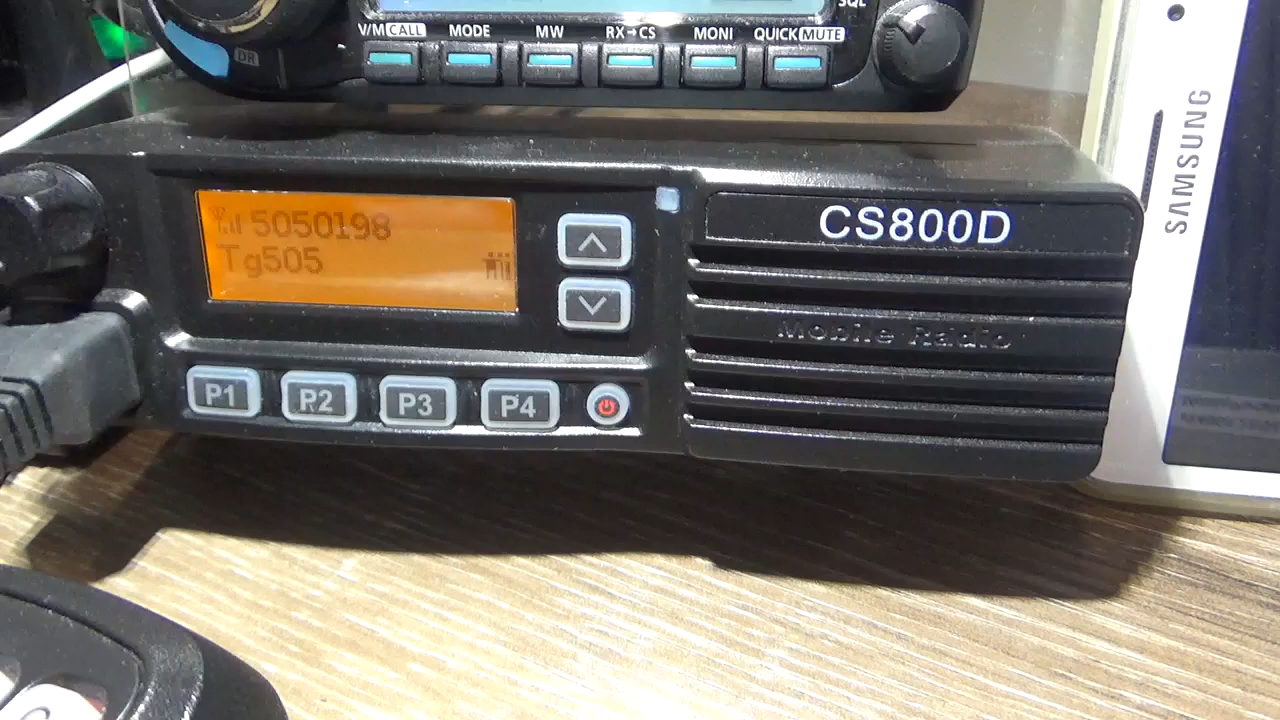 SQL
V/M CALL MODE MW RX→CS MONI QUICK MUTE
DR
SAMSUNG
5050198
Tg505
CS800D
Mobile Radio
P1 P2 P3 P4